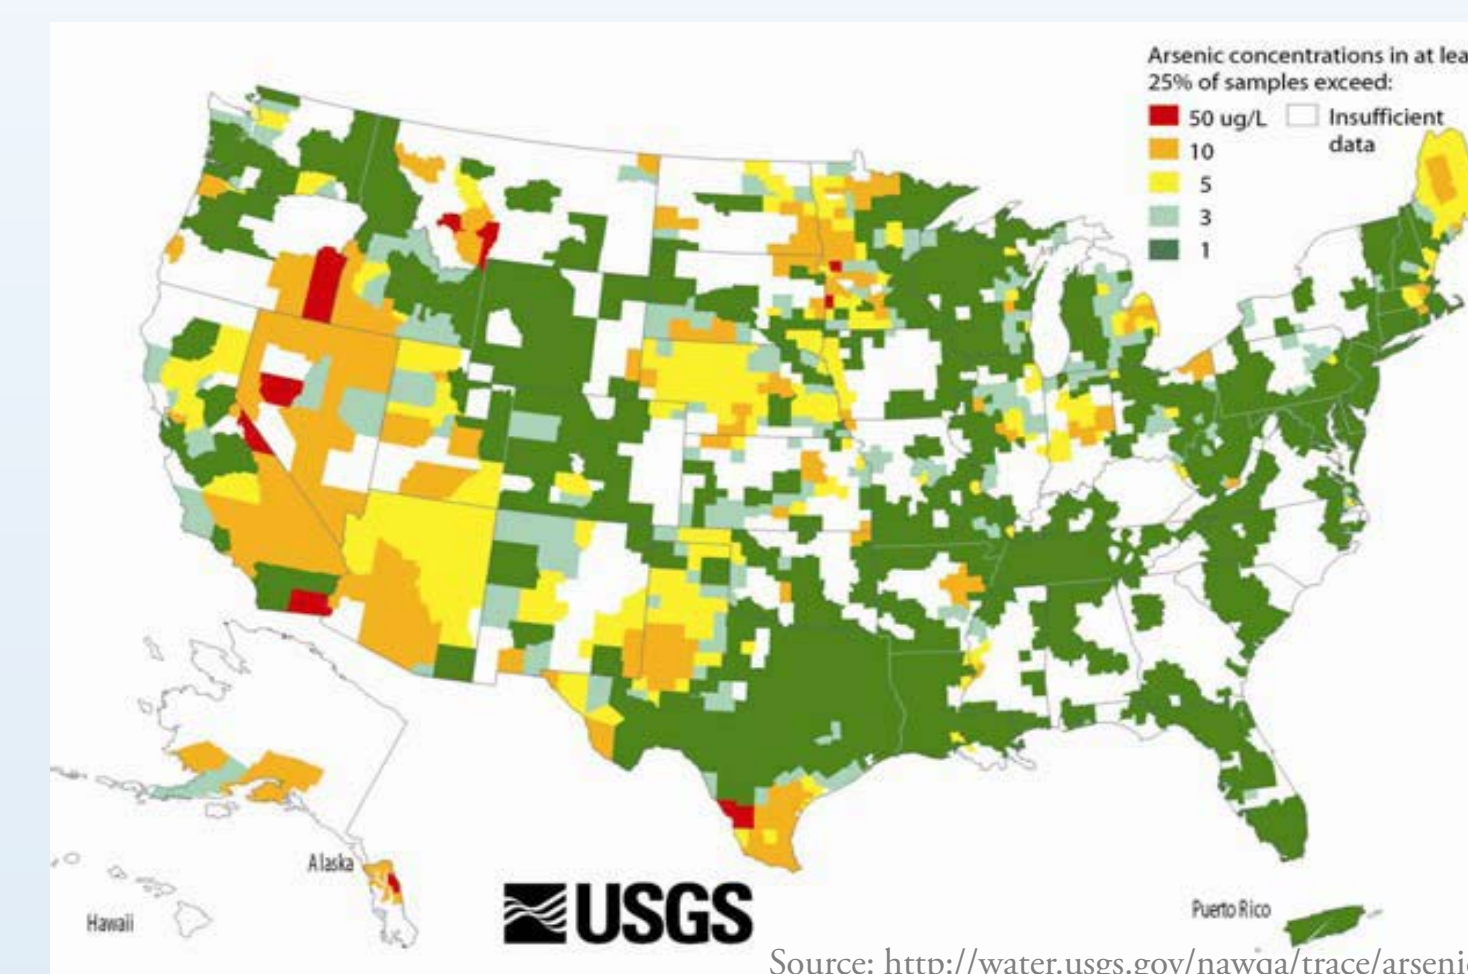 Arsenic concentrations in at lea
25% of samples exceed:
50 ug/L
Insufficient
data
10
5
3
1
Alaska
Hawaii
USGS
Puerto Rico
Source: http://water.usgs.gov/nawqa/trace/arsenic